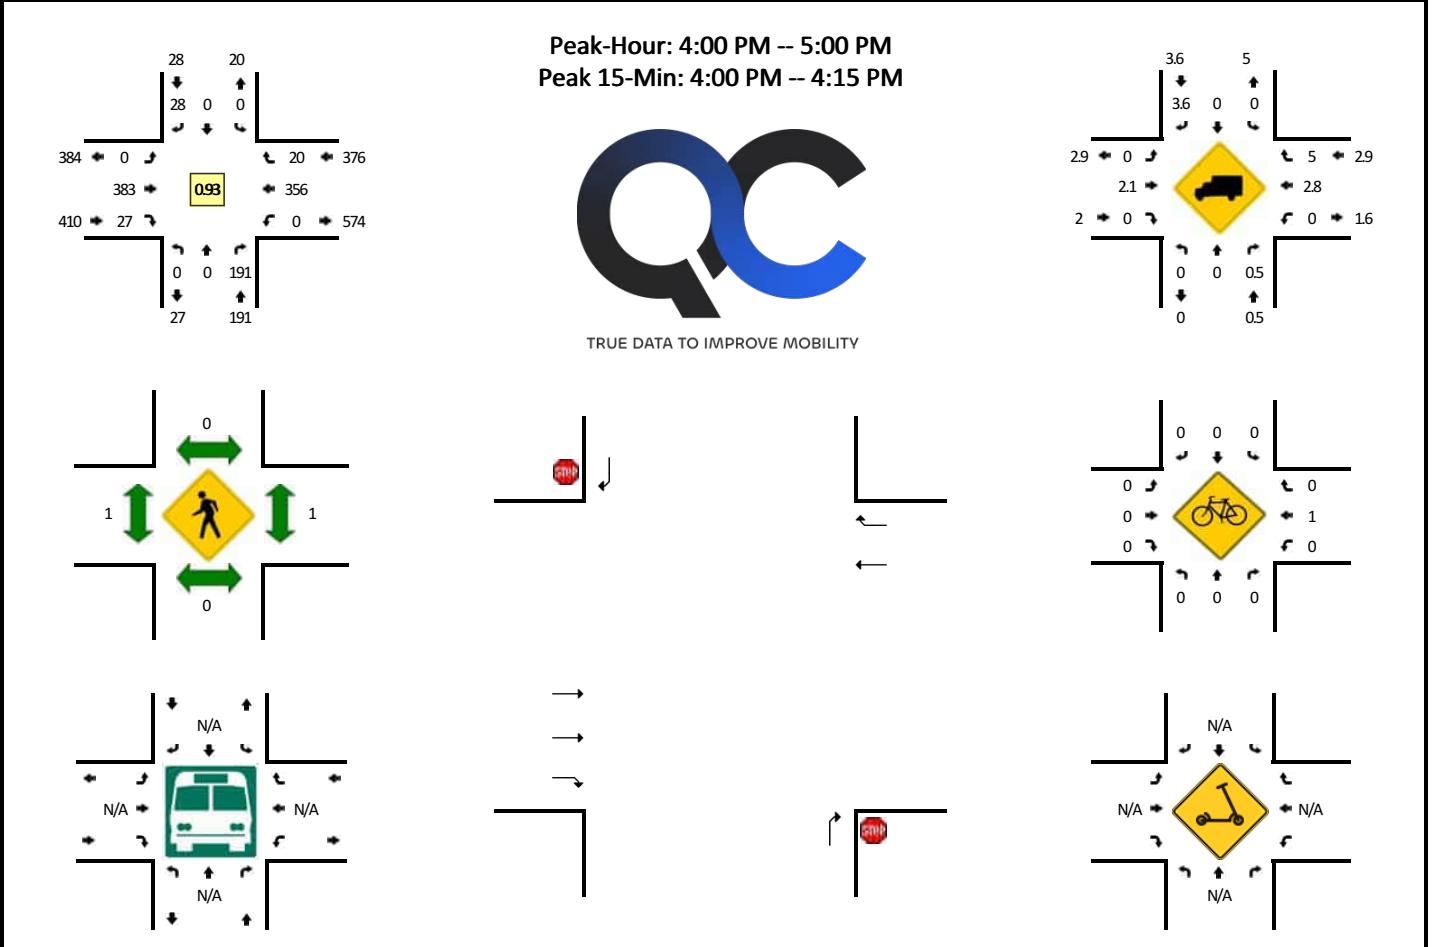 Peak-Hour: 4:00 PM -- 5:00 PM
Peak 15-Min: 4:00 PM -- 4:15 PM
28 20
28 0 0
384 0 20 376
383 0.93 356
410 27 0 574
0 0 191
27 191
QC
TRUE DATA TO IMPROVE MOBILITY
3.6 5
3.6 0 0
2.9 0 5 2.9
2.1 2.8
2 0 0 1.6
0 0 0.5
0 0.5
0
1 1
0
STOP
STOP
0 0 0
0 0
0 1
0 0
0 0 0
N/A
N/A N/A
N/A
N/A
N/A N/A
N/A